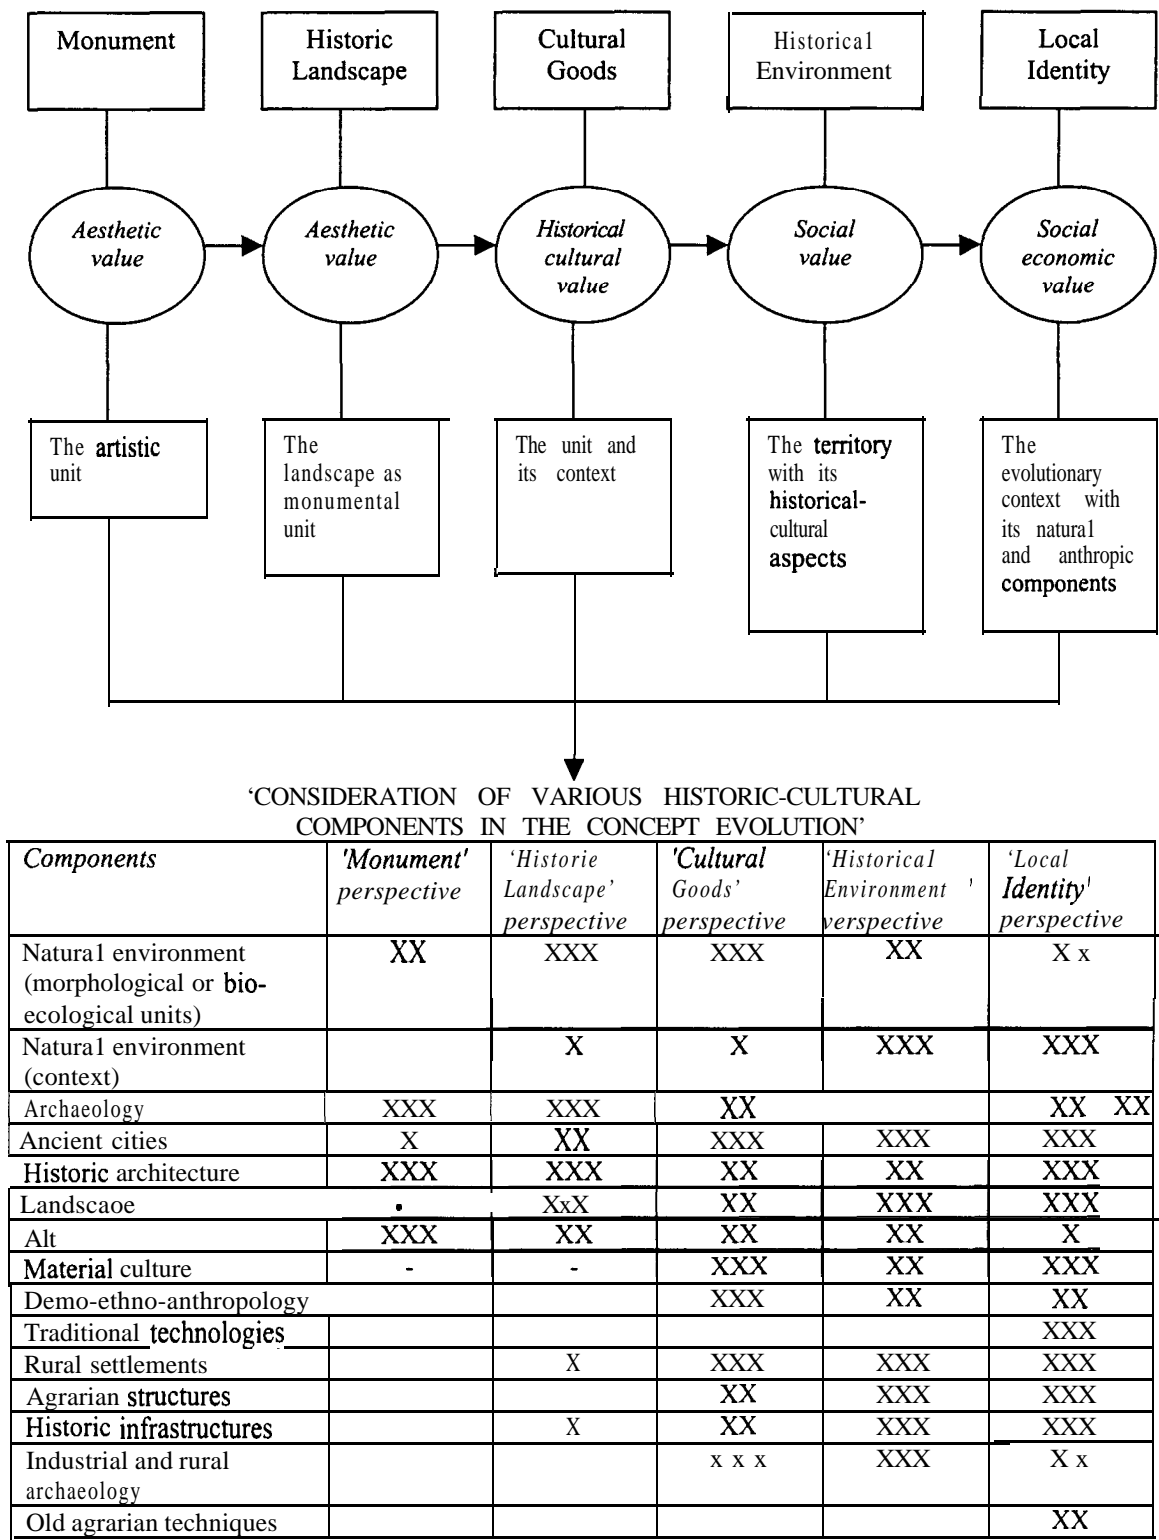 Monument
Historic
Landscape
Cultural
Goods
Historical
Environment
Local
Identity
Aesthetic
value
Aesthetic
value
Historical
cultural
value
Social
value
Social
economic
value
The artistic
unit
The
landscape as
monumental
unit
The unit and
its context
The territory
with its
historical-
cultural
aspects
The
evolutionary
context with
its natural
and anthropic
components
‘CONSIDERATION OF VARIOUS HISTORIC-CULTURAL
COMPONENTS IN THE CONCEPT EVOLUTION’
Components 'Monument' perspective ‘Historie Landscape’ perspective 'Cultural Goods’ perspective ‘Historical Environment ' verspective ‘Local Identity' perspective
Natural environment XX XXX XXX XX X x
(morphological or bio-
ecological units)
Natural environment X X XXX XXX
(context)
Archaeology XXX XXX XX XX XX
Ancient cities X XX XXX XXX XXX
Historic architecture XXX XXX XX XX XXX
Landscaoe • XxX XX XXX XXX
Alt XXX XX XX XX X
Material culture - - XXX XX XXX
Demo-ethno-anthropology XXX XX XX
Traditional technologies XXX
Rural settlements X XXX XXX XXX
Agrarian structures XX XXX XXX
Historic infrastructures X XX XXX XXX
Industrial and rural x x x XXX X x
archaeology
Old agrarian techniques XX